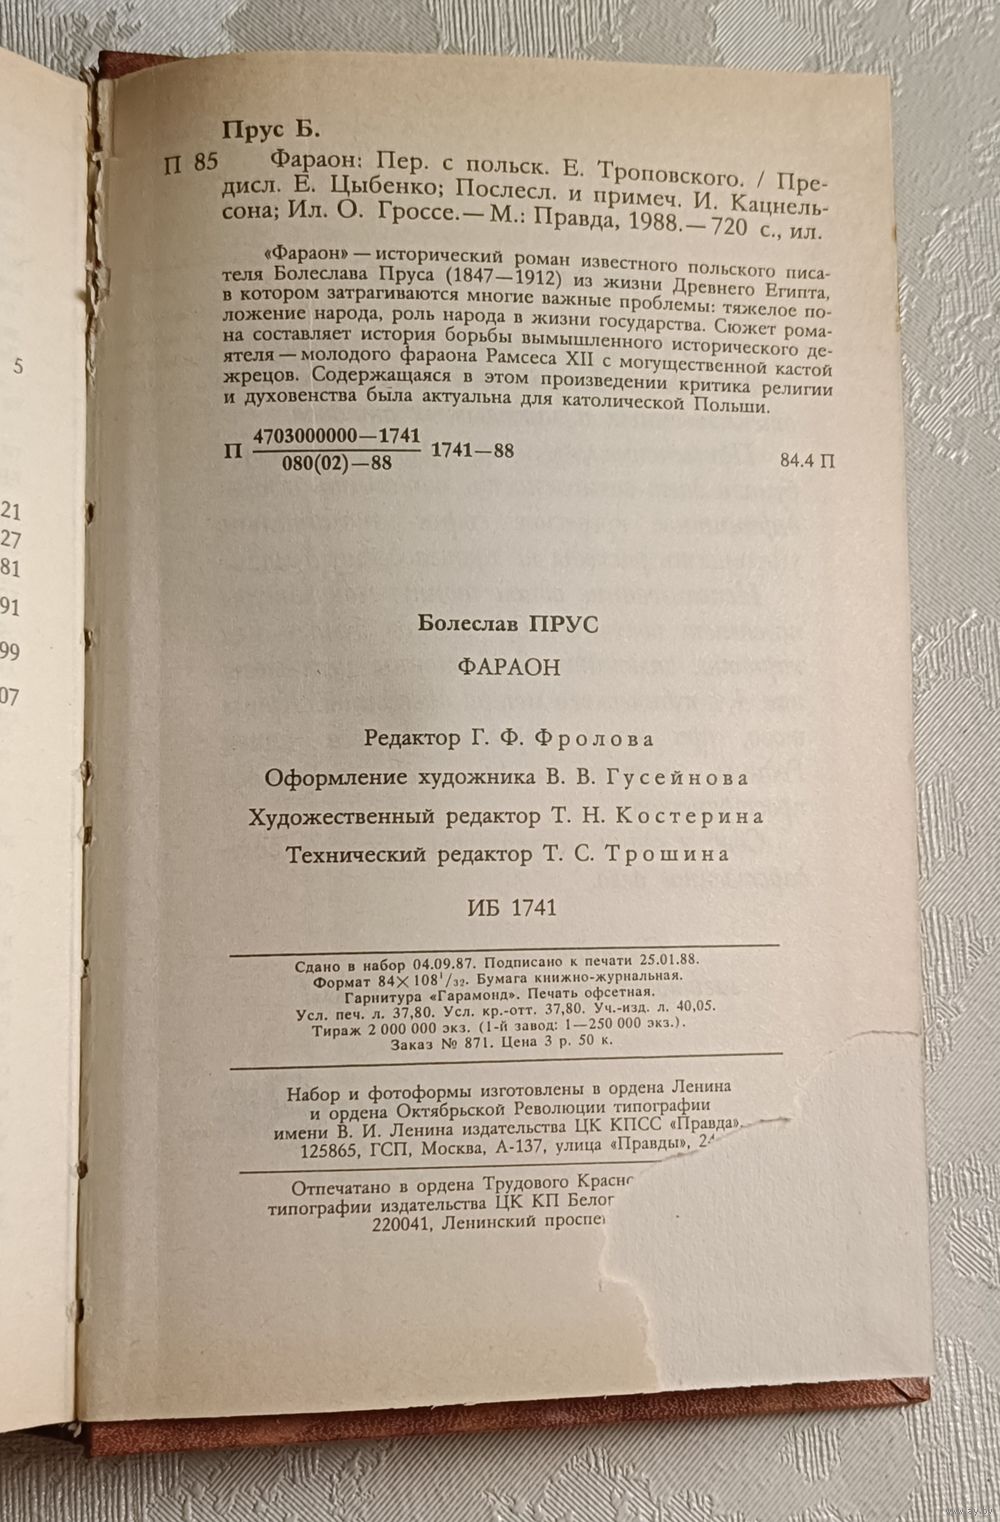 Прус Б.
П 85 Фараон: Пер. с польск. Е. Троповского. / Пре-
дисл. Е. Цыбенко; Послесл. и примеч. И. Кацнель-
сона; Ил. О. Гроссе.— М.: Правда, 1988.— 720 с., ил.
«Фараон» — исторический роман известного польского писа-
теля Болеслава Пруса (1847—1912) из жизни Древнего Египта,
в котором затрагиваются многие важные проблемы: тяжелое по-
ложение народа, роль народа в жизни государства. Сюжет рома-
на составляет история борьбы вымышленного исторического де-
ятеля — молодого фараона Рамсеса XII с могущественной кастой
жрецов. Содержащаяся в этом произведении критика религии
и духовенства была актуальна для католической Польши.
П 4703000000—1741
080(02)—88 1741—88
84.4 П
5
21
27
81
91
99
07
Болеслав ПРУС
ФАРАОН
Редактор Г. Ф. Фролова
Оформление художника В. В. Гусейнова
Художественный редактор Т. Н. Костерина
Технический редактор Т. С. Трошина
ИБ 1741
Сдано в набор 04.09.87. Подписано к печати 25.01.88.
Формат 84×108¹/₃₂. Бумага книжно-журнальная.
Гарнитура «Гарамонд». Печать офсетная.
Усл. печ. л. 37,80. Усл. кр.-отт. 37,80. Уч.-изд. л. 40,05.
Тираж 2 000 000 экз. (1-й завод: 1—250 000 экз.).
Заказ № 871. Цена 3 р. 50 к.
Набор и фотоформы изготовлены в ордена Ленина
и ордена Октябрьской Революции типографии
имени В. И. Ленина издательства ЦК КПСС «Правда».
125865, ГСП, Москва, А-137, улица «Правды», 24
Отпечатано в ордена Трудового Красно
типографии издательства ЦК КП Белор
220041, Ленинский проспе